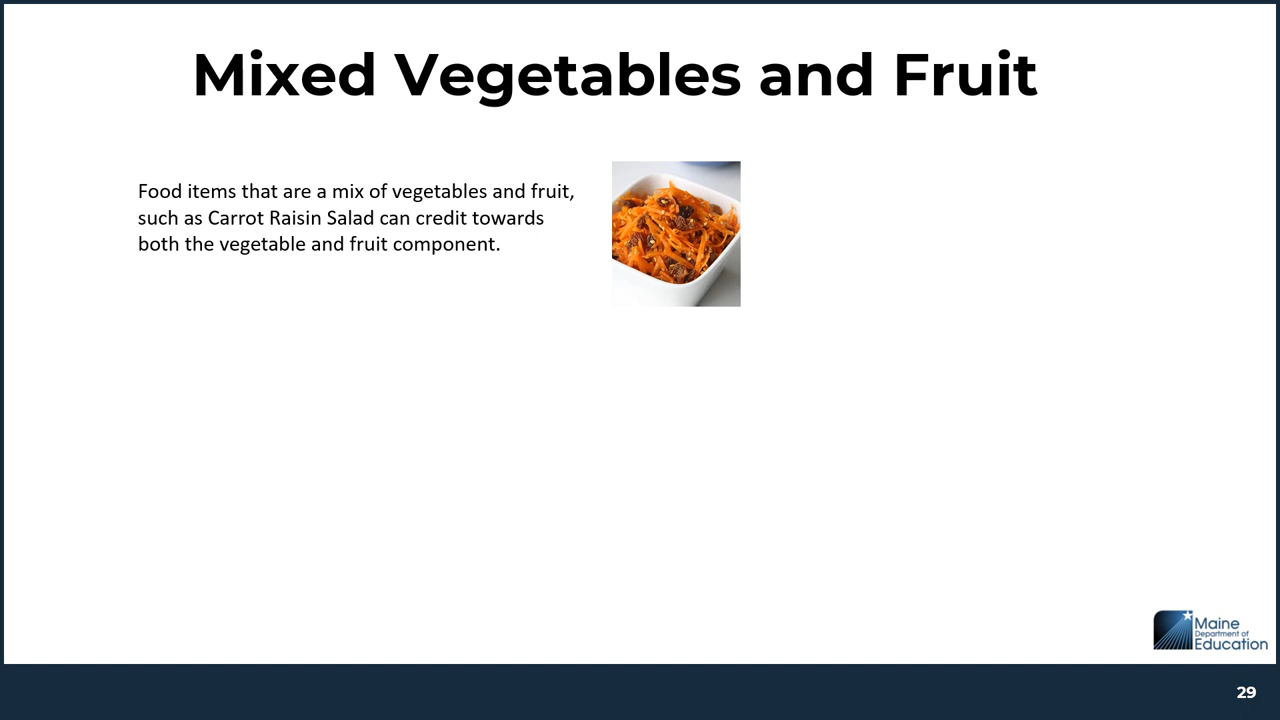 Mixed Vegetables and Fruit
Food items that are a mix of vegetables and fruit,
such as Carrot Raisin Salad can credit towards
both the vegetable and fruit component.
Maine
Department of
Education
29